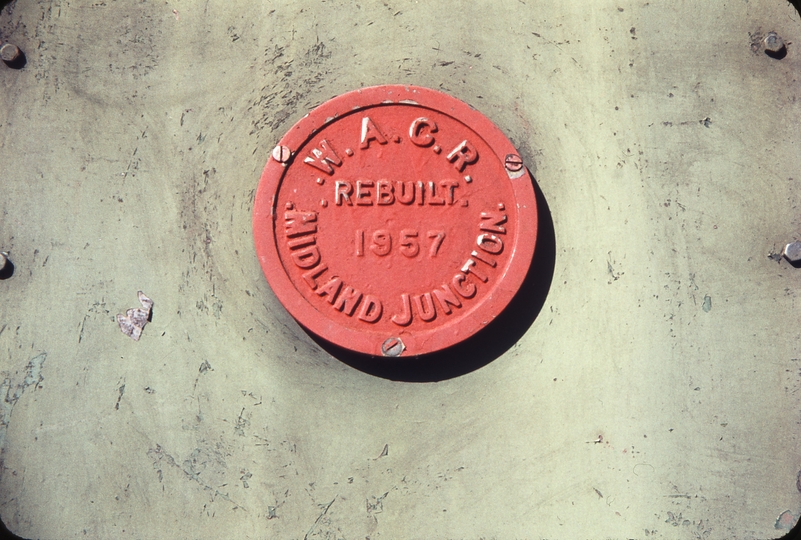 .W.A.G.R.
.REBUILT.
1957
.MIDLAND JUNCTION.